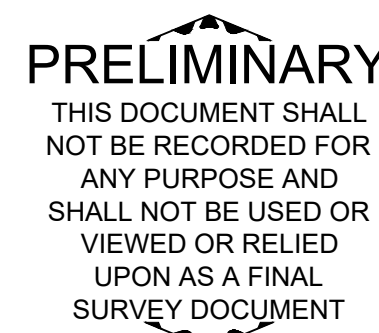 PRELIMINARY
THIS DOCUMENT SHALL
NOT BE RECORDED FOR
ANY PURPOSE AND
SHALL NOT BE USED OR
VIEWED OR RELIED
UPON AS A FINAL
SURVEY DOCUMENT